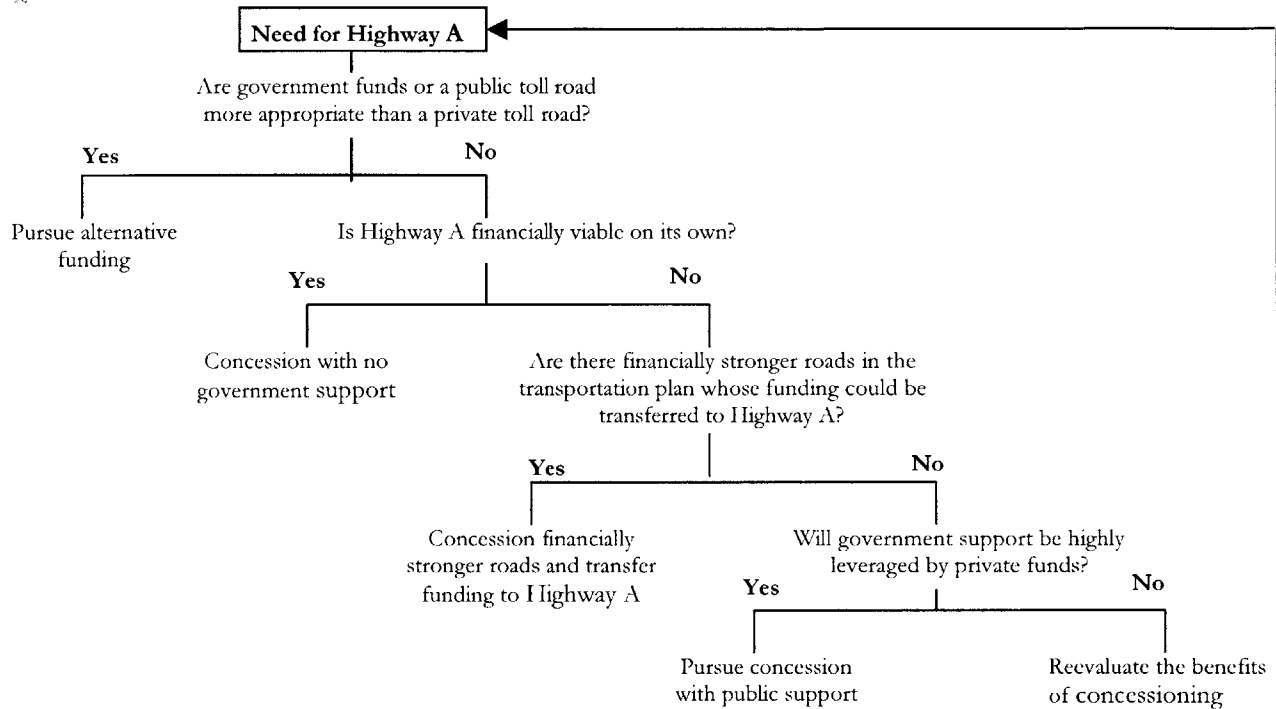 Need for Highway A
Are government funds or a public toll road
more appropriate than a private toll road?
Yes
No
Pursue alternative
funding
Is Highway A financially viable on its own?
Yes
No
Concession with no
government support
Are there financially stronger roads in the
transportation plan whose funding could be
transferred to Highway A?
Yes
No
Concession financially
stronger roads and transfer
funding to Highway A
Will government support be highly
leveraged by private funds?
Yes
No
Pursue concession
with public support
Reevaluate the benefits
of concessioning